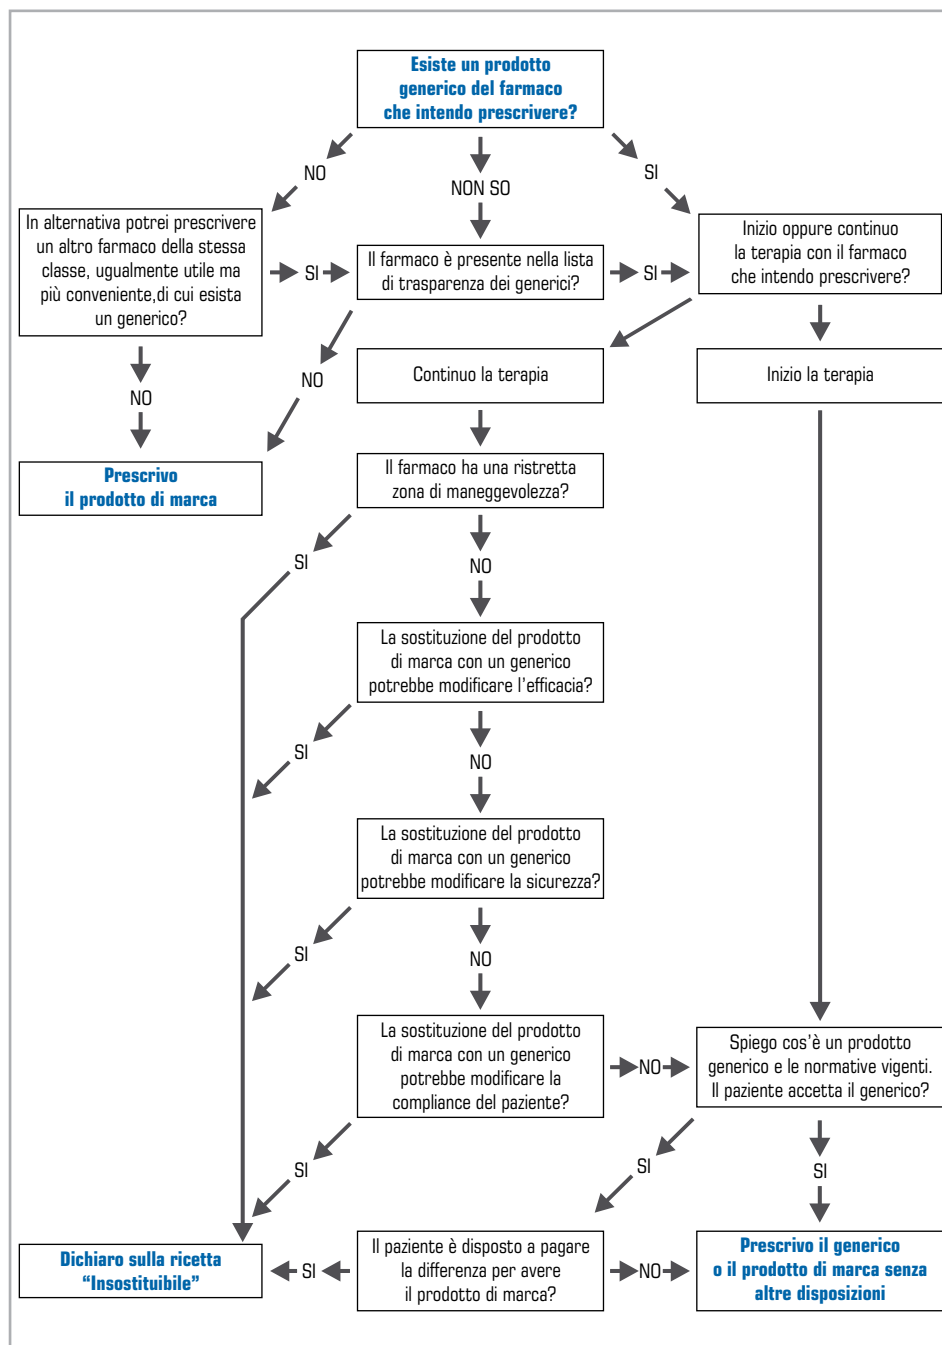 Esiste un prodotto
generico del farmaco
che intendo prescrivere?
NO
NON SO
SI
In alternativa potrei prescrivere
un altro farmaco della stessa
classe, ugualmente utile ma
più conveniente,di cui esista
un generico?
SI
Il farmaco è presente nella lista
di trasparenza dei generici?
SI
Inizio oppure continuo
la terapia con il farmaco
che intendo prescrivere?
NO
NO
Continuo la terapia
Inizio la terapia
Prescrivo
il prodotto di marca
Il farmaco ha una ristretta
zona di maneggevolezza?
SI
NO
La sostituzione del prodotto
di marca con un generico
potrebbe modificare l'efficacia?
SI
NO
La sostituzione del prodotto
di marca con un generico
potrebbe modificare la sicurezza?
SI
NO
La sostituzione del prodotto
di marca con un generico
potrebbe modificare la
compliance del paziente?
NO
Spiego cos'è un prodotto
generico e le normative vigenti.
Il paziente accetta il generico?
SI
SI
SI
Dichiaro sulla ricetta
“Insostituibile”
SI
Il paziente è disposto a pagare
la differenza per avere
il prodotto di marca?
NO
Prescrivo il generico
o il prodotto di marca senza
altre disposizioni